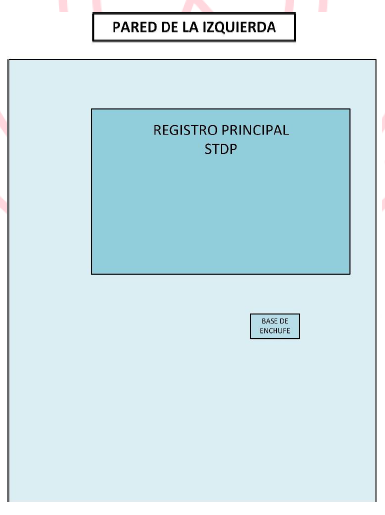 PARED DE LA IZQUIERDA
REGISTRO PRINCIPAL
STDP
BASE DE
ENCHUFE